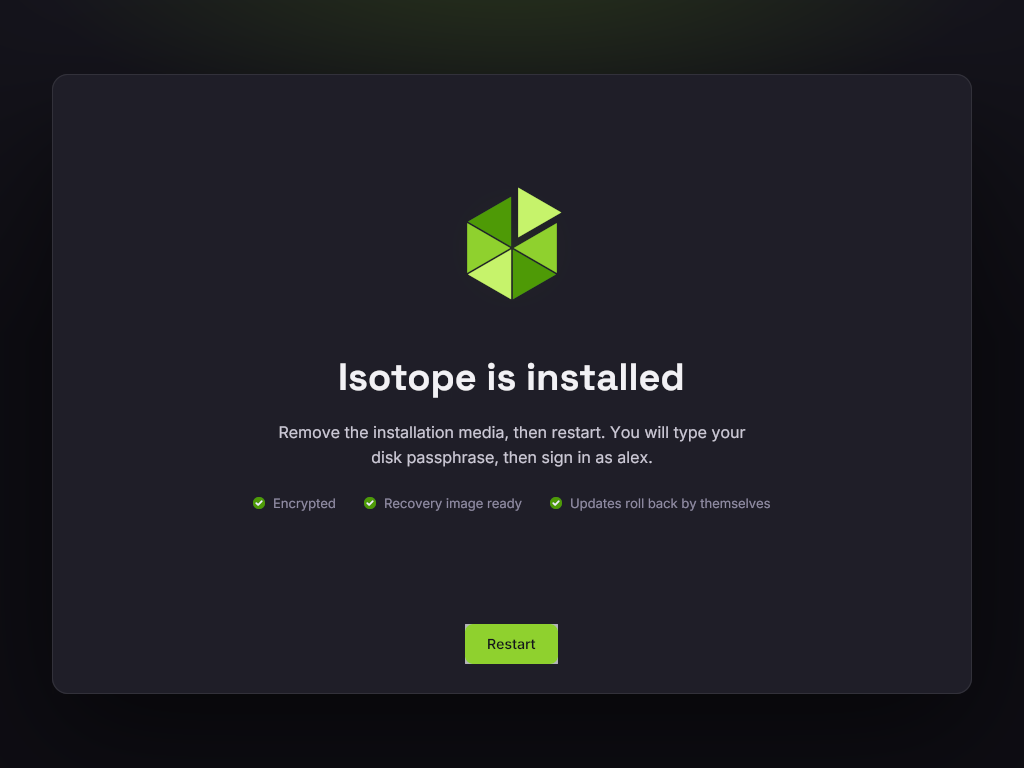 Isotope is installed
Remove the installation media, then restart. You will type your
disk passphrase, then sign in as alex.
Encrypted
Recovery image ready
Updates roll back by themselves
Restart